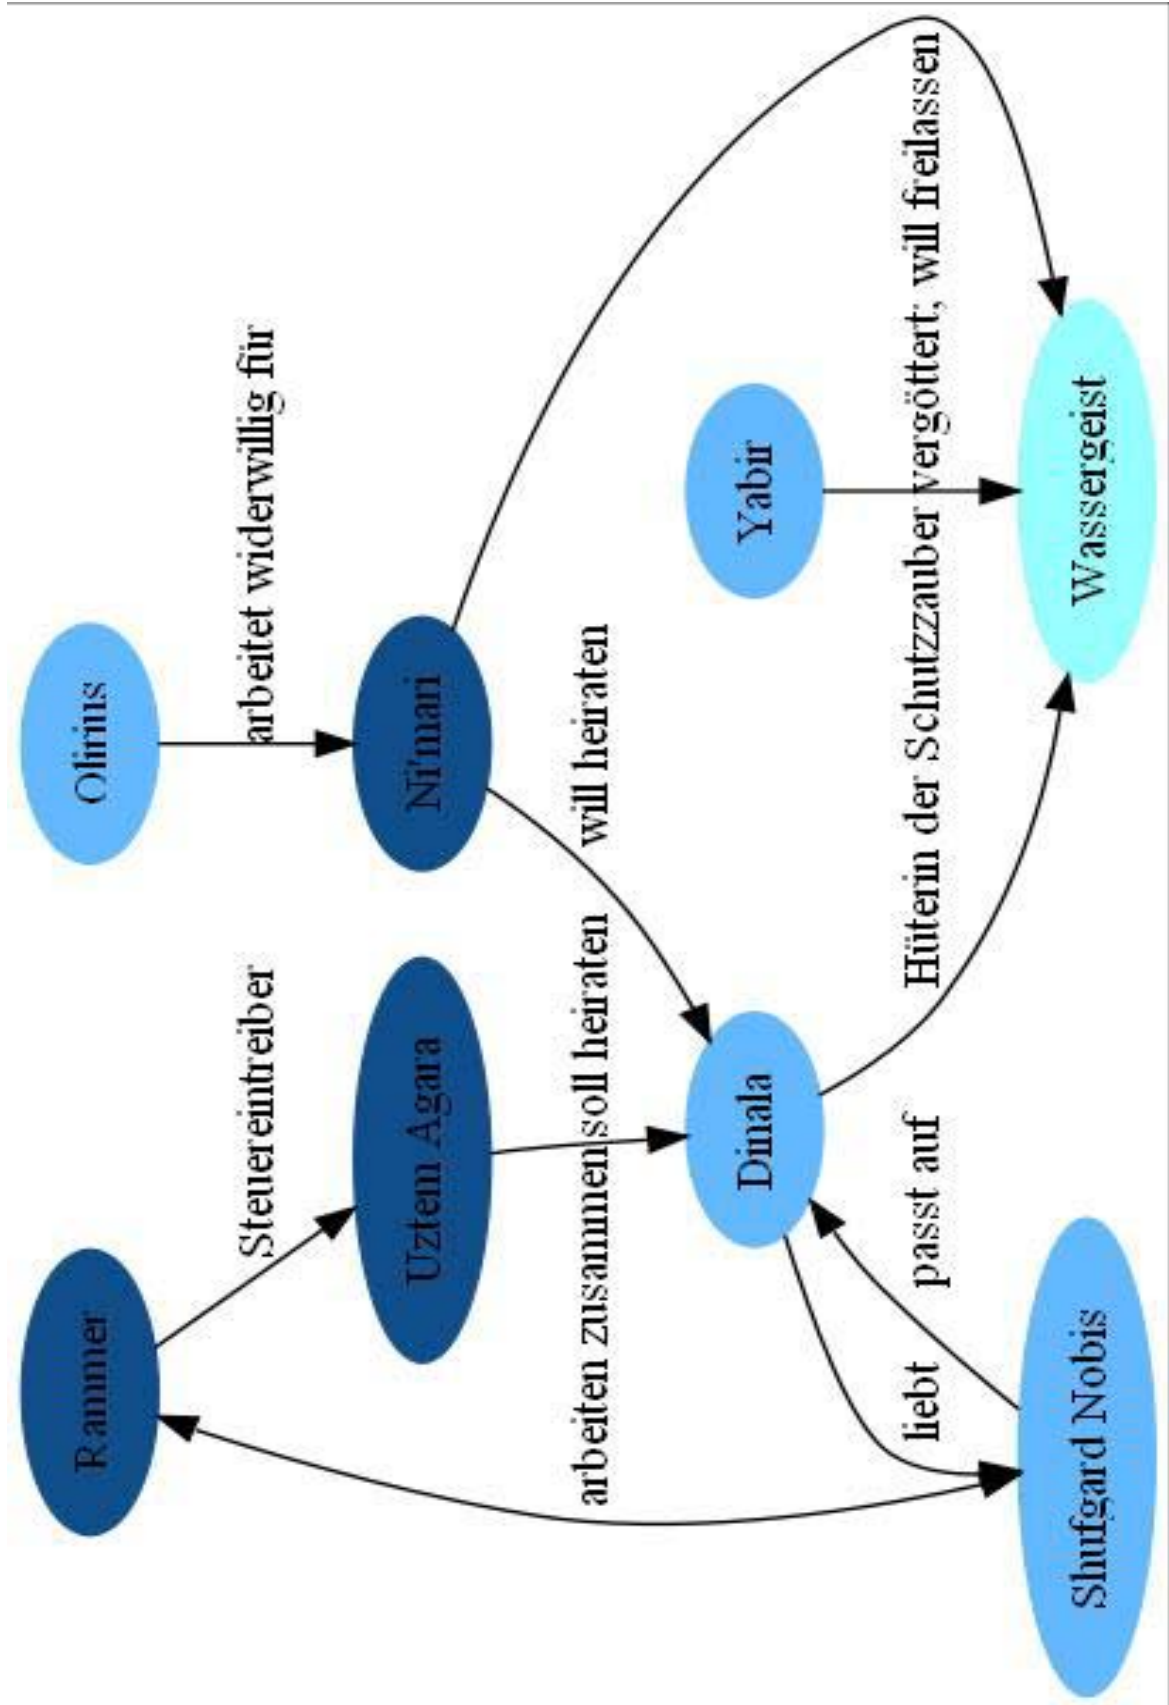 Rammer
Olirius
Steuereintreiber
arbeitet widerwillig für
Uztem Agara
Ni'mari
arbeiten zusammen
soll heiraten
will heiraten
Dinala
Yabir
liebt
passt auf
Hüterin der Schutzzauber
vergöttert; will freilassen
Shufgard Nobis
Wassergeist